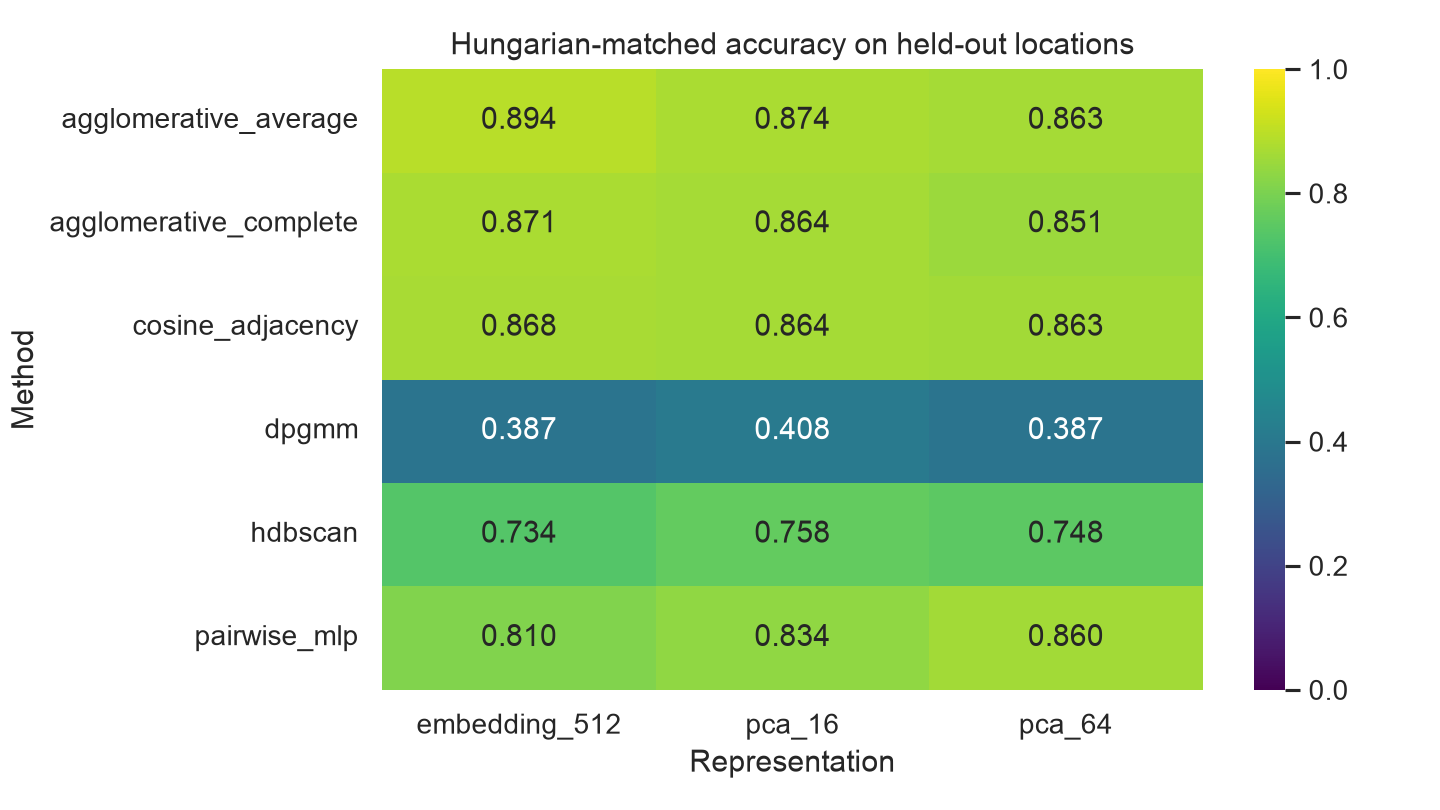 Hungarian-matched accuracy on held-out locations
agglomerative_average 0.894 0.874 0.863
agglomerative_complete 0.871 0.864 0.851
cosine_adjacency 0.868 0.864 0.863
dpgmm 0.387 0.408 0.387
hdbscan 0.734 0.758 0.748
pairwise_mlp 0.810 0.834 0.860
embedding_512 pca_16 pca_64
Representation
Method
1.0
0.8
0.6
0.4
0.2
0.0